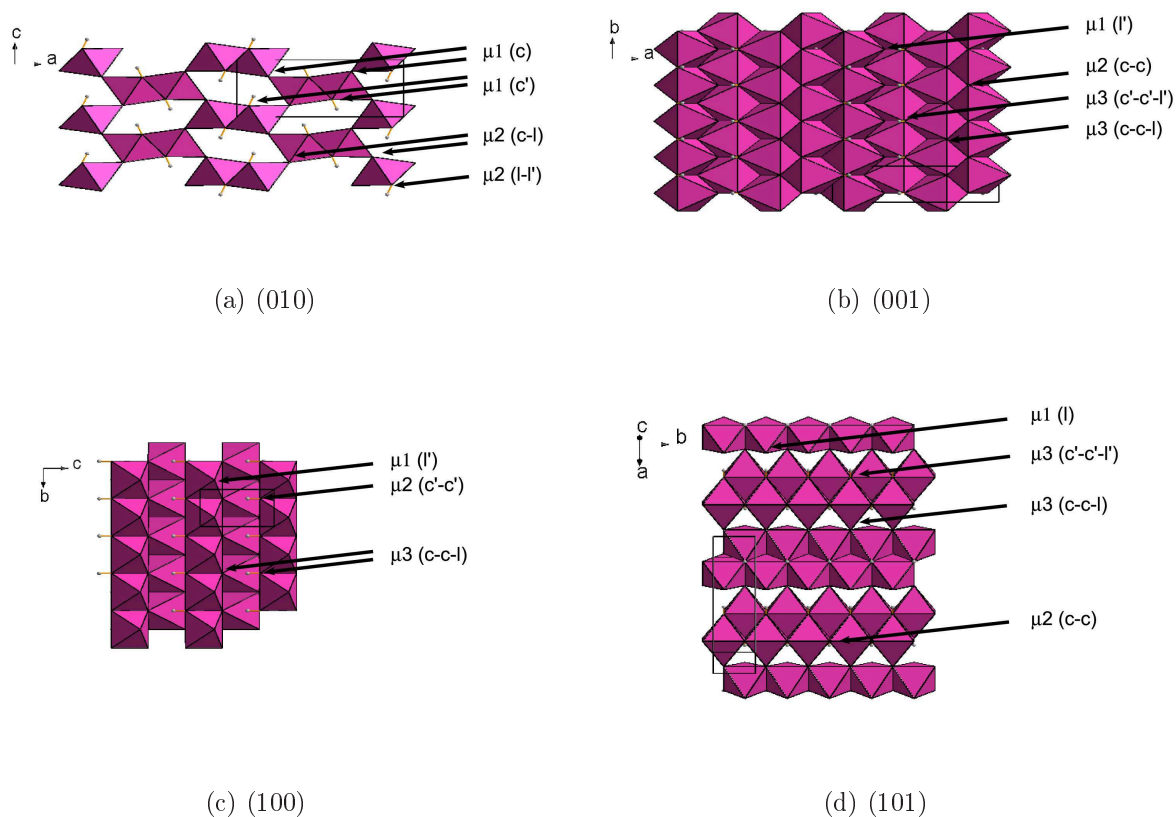 c
a
μ1 (c)
μ1 (c')
μ2 (c-l)
μ2 (l-l')
(a) (010)
b
a
μ1 (l')
μ2 (c-c)
μ3 (c'-c'-l')
μ3 (c-c-l)
(b) (001)
c
b
μ1 (l')
μ2 (c'-c')
μ3 (c-c-l)
(c) (100)
c
b
a
μ1 (l)
μ3 (c'-c'-l')
μ3 (c-c-l)
μ2 (c-c)
(d) (101)